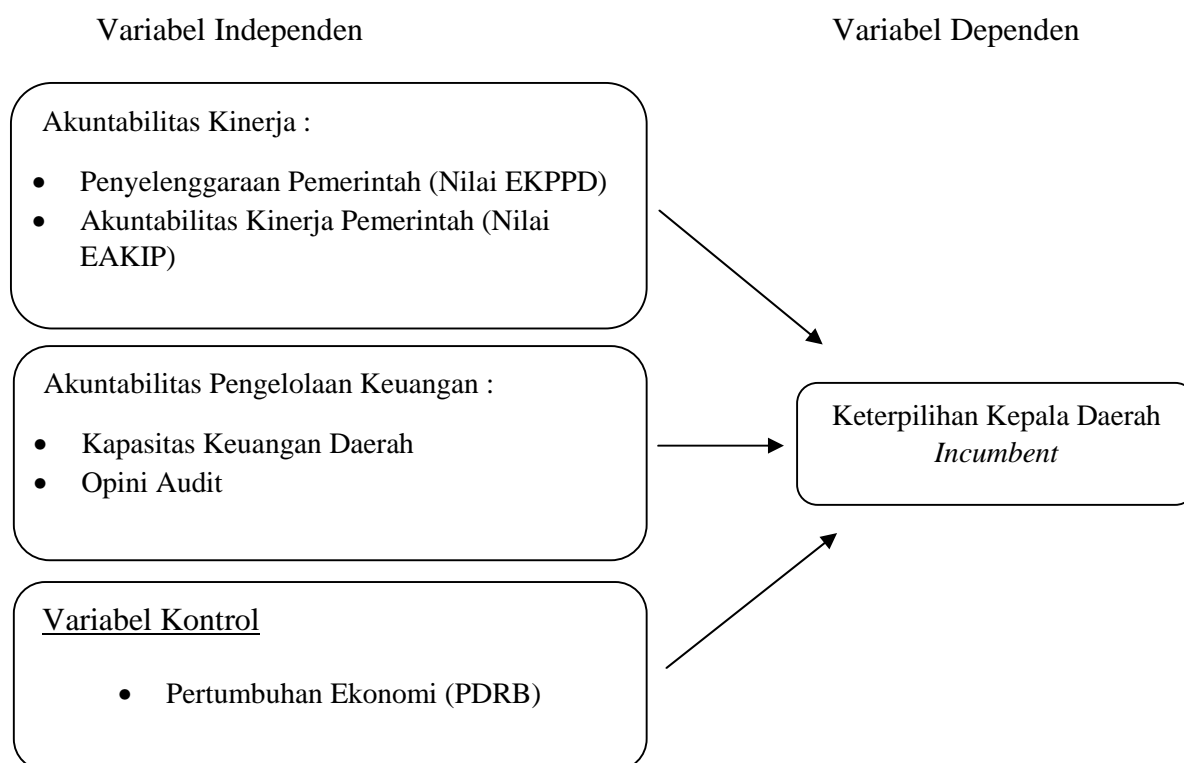 Variabel Independen
Variabel Dependen
Akuntabilitas Kinerja :
• Penyelenggaraan Pemerintah (Nilai EKPPD)
• Akuntabilitas Kinerja Pemerintah (Nilai
EAKIP)
Akuntabilitas Pengelolaan Keuangan :
• Kapasitas Keuangan Daerah
• Opini Audit
Keterpilihan Kepala Daerah
Incumbent
Variabel Kontrol
• Pertumbuhan Ekonomi (PDRB)